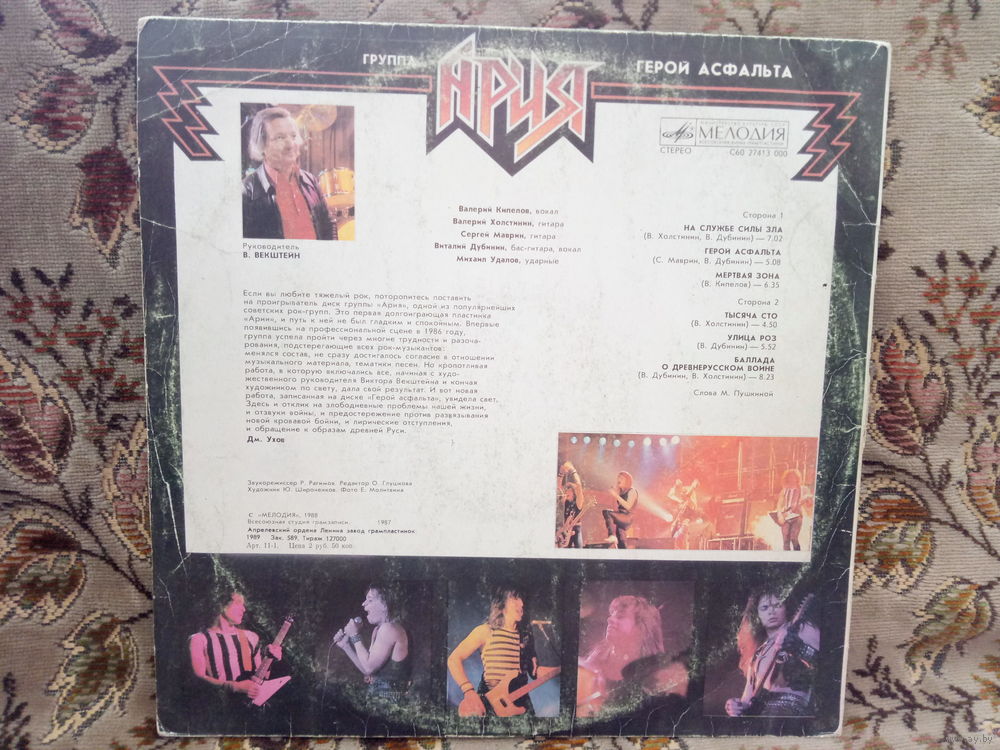 ГРУППА
АРИЯ
ГЕРОЙ АСФАЛЬТА
МЕЛОДИЯ
СТЕРЕО
С60 27413 000
Руководитель
В. ВЕКШТЕЙН
Валерий Кипелов, вокал
Валерий Холстинин, гитара
Сергей Маврин, гитара
Виталий Дубинин, бас-гитара, вокал
Михаил Удалов, ударные
Сторона 1
НА СЛУЖБЕ СИЛЫ ЗЛА
(В. Холстинин, В. Дубинин) — 7.02
ГЕРОЙ АСФАЛЬТА
(С. Маврин, В. Дубинин) — 5.08
МЕРТВАЯ ЗОНА
(В. Кипелов) — 6.35
Сторона 2
ТЫСЯЧА СТО
(В. Холстинин) — 4.50
УЛИЦА РОЗ
(В. Дубинин) — 5.52
БАЛЛАДА
О ДРЕВНЕРУССКОМ ВОИНЕ
(В. Дубинин, В. Холстинин) — 8.23
Слова М. Пушкиной
Если вы любите тяжелый рок, поторопитесь поставить
на проигрыватель диск группы «Ария», одной из популярнейших
советских рок-групп. Это первая долгоиграющая пластинка
«Арии», и путь к ней не был гладким и спокойным. Впервые
появившись на профессиональной сцене в 1986 году,
группа успела пройти через многие трудности и разоча-
рования, подстерегающие всех рок-музыкантов:
менялся состав, не сразу достигалось согласие в отношении
музыкального материала, тематики песен. Но кропотливая
работа, в которую включались все, начиная с худо-
жественного руководителя Виктора Векштейна и кончая
художником по свету, дала свой результат. И вот новая
работа, записанная на диске «Герой асфальта», увидела свет.
Здесь и отклик на злободневные проблемы нашей жизни,
и отзвуки войны, и предостережение против развязывания
новой кровавой бойни, и лирические отступления,
и обращение к образам древней Руси.
Дм. Ухов
Звукорежиссер Р. Рагимов. Редактор О. Глушкова
Художник Ю. Широченков. Фото Е. Молиткина
С «МЕЛОДИЯ», 1988
Всесоюзная студия грамзаписи. 1987
Апрелевский ордена Ленина завод грампластинок
1989 Зак. 589. Тираж 127000
Арт. 11-1. Цена 2 руб. 50 коп.
ay.by